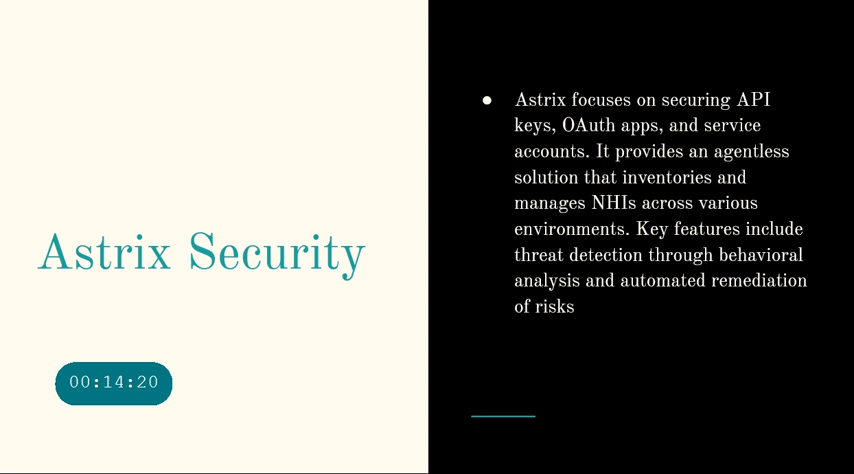 Astrix Security
00:14:20
● Astrix focuses on securing API
keys, OAuth apps, and service
accounts. It provides an agentless
solution that inventories and
manages NHIs across various
environments. Key features include
threat detection through behavioral
analysis and automated remediation
of risks